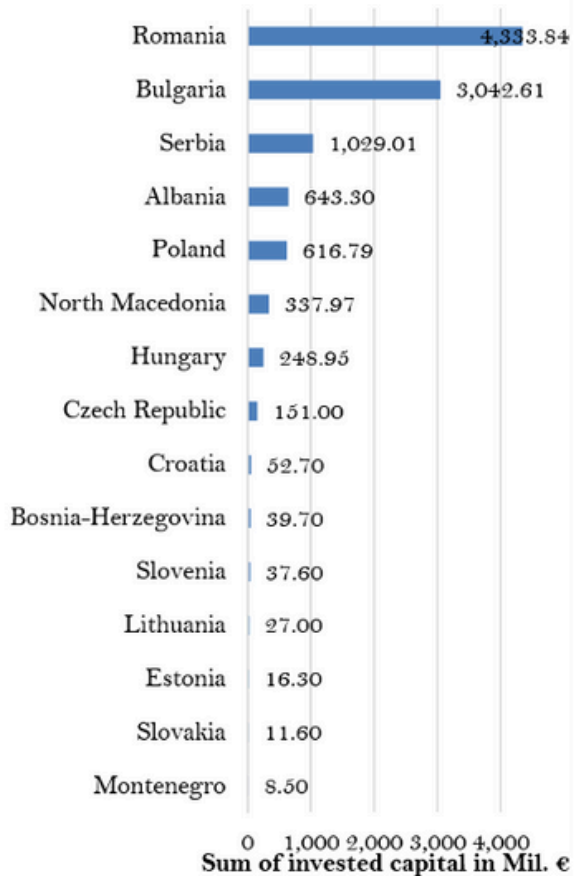 Romania 4,333.84
Bulgaria 3,042.61
Serbia 1,029.01
Albania 643.30
Poland 616.79
North Macedonia 337.97
Hungary 248.95
Czech Republic 151.00
Croatia 52.70
Bosnia-Herzegovina 39.70
Slovenia 37.60
Lithuania 27.00
Estonia 16.30
Slovakia 11.60
Montenegro 8.50
0 1,000 2,000 3,000 4,000
Sum of invested capital in Mil. €